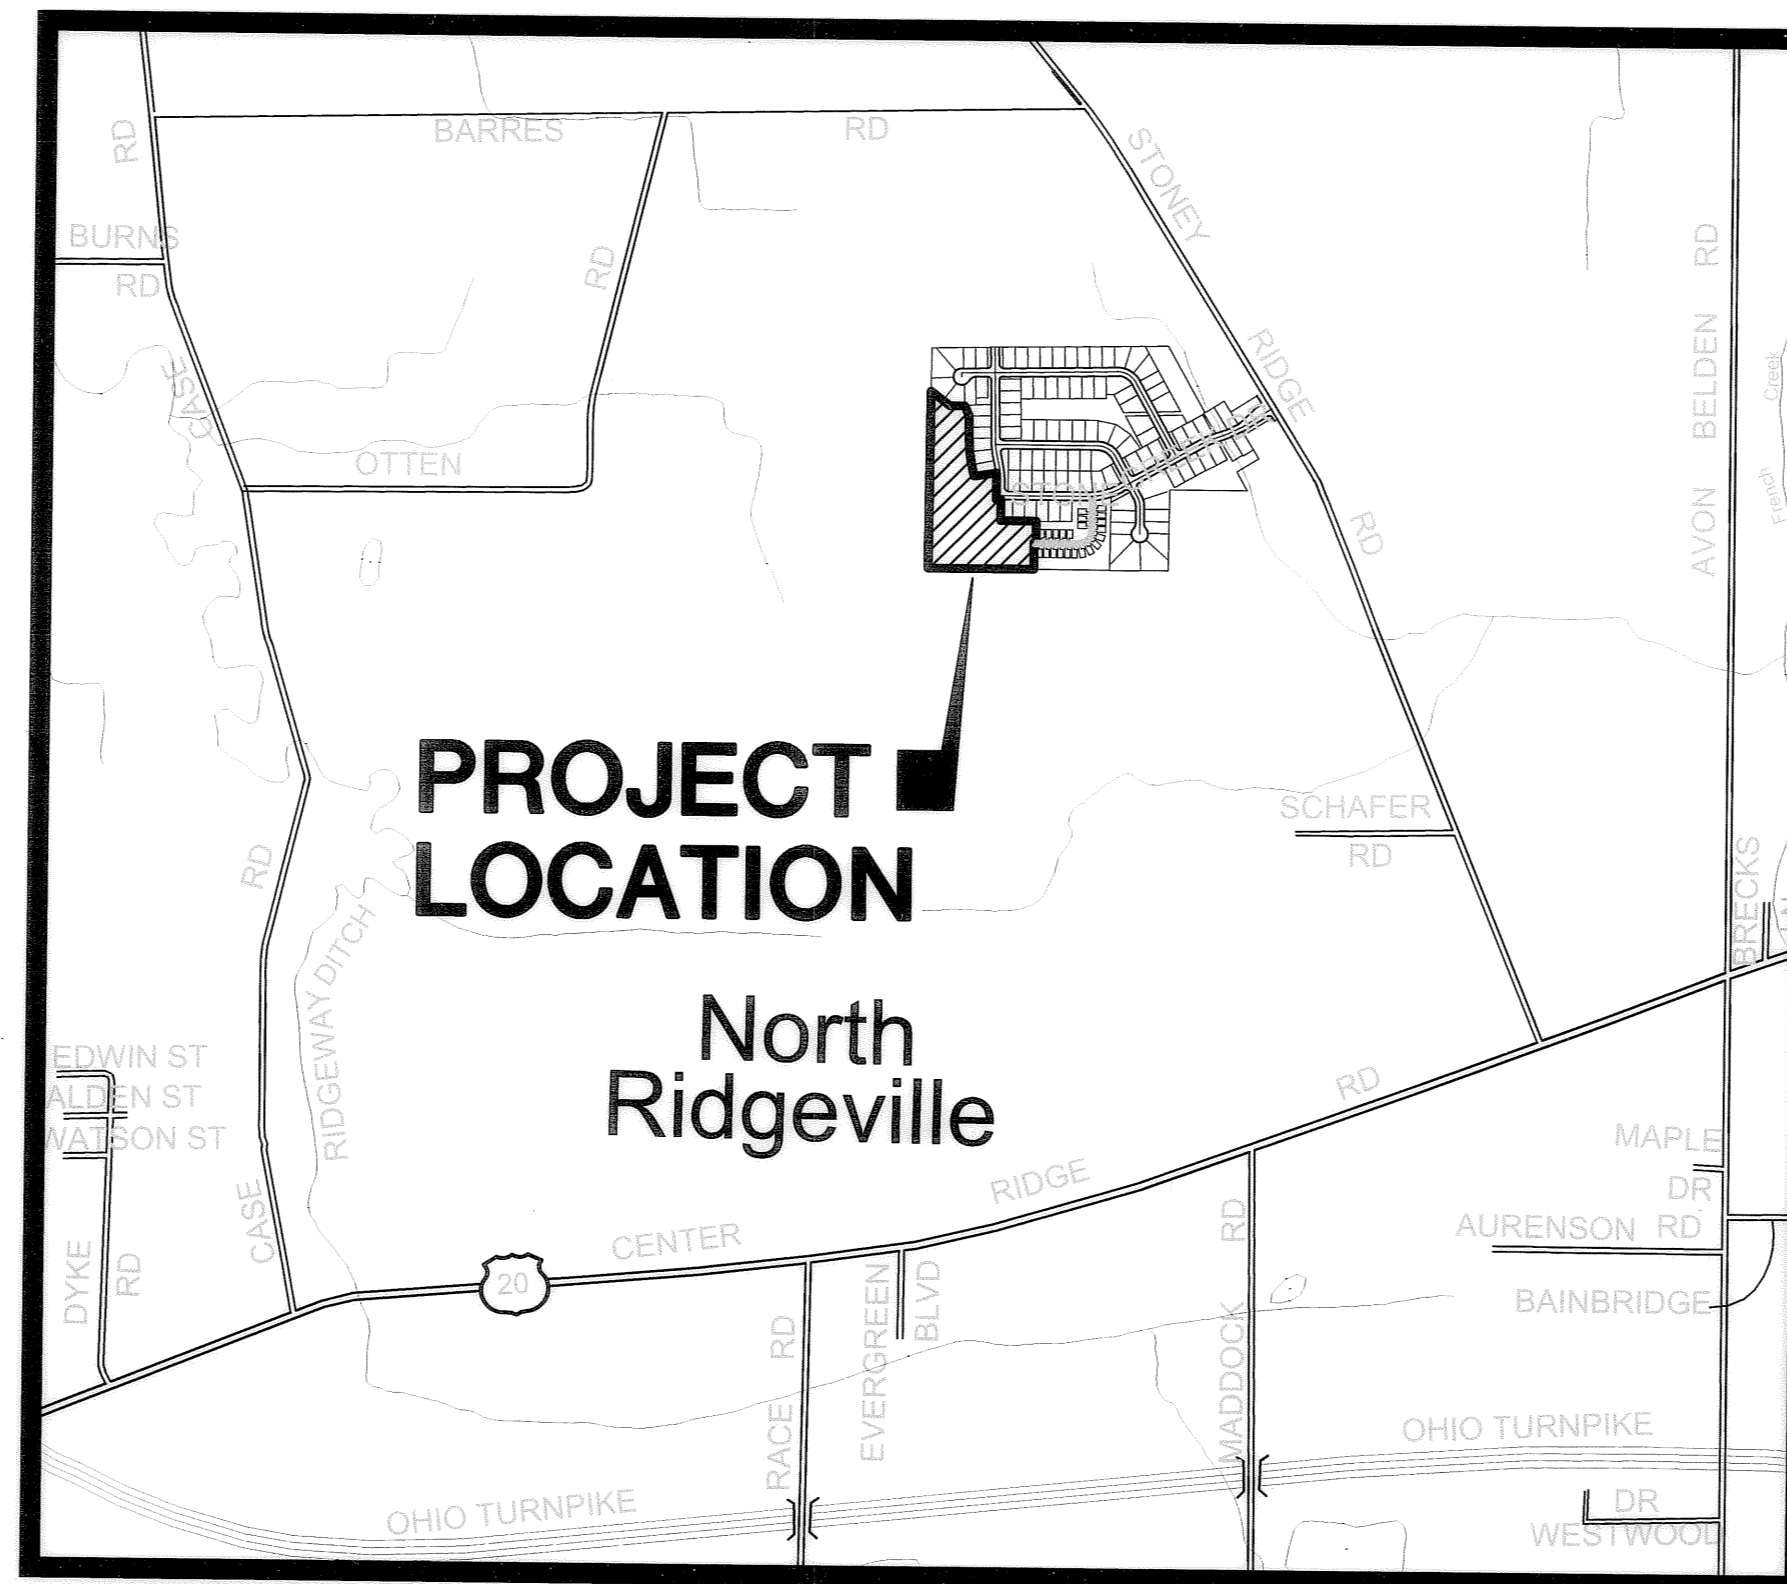 BARRES RD
RD
BURNS
RD
STONEY RIDGE RD
RD
CASE
OTTEN
AVON BELDEN RD
French Creek
PROJECT
LOCATION
SCHAFER
RD
RD
BRECKS
RIDGEWAY DITCH
North
Ridgeville
EDWIN ST
ALDEN ST
WATSON ST
CASE
DYKE RD
20
CENTER RIDGE RD
MAPLE
DR
AURENSON RD
BAINBRIDGE
RACE RD
EVERGREEN BLVD
MADDOCK RD
OHIO TURNPIKE
OHIO TURNPIKE
DR
WESTWOOD